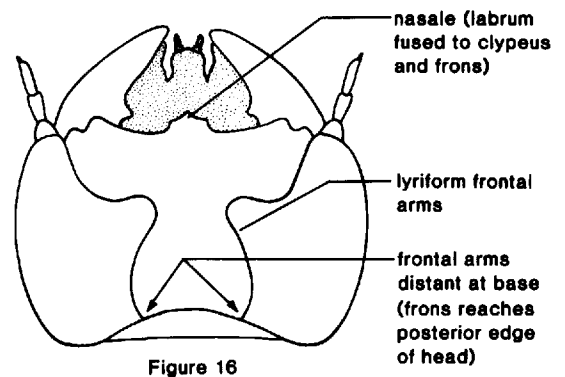 nasale (labrum
fused to clypeus
and frons)
lyriform frontal
arms
frontal arms
distant at base
(frons reaches
posterior edge
of head)
Figure 16